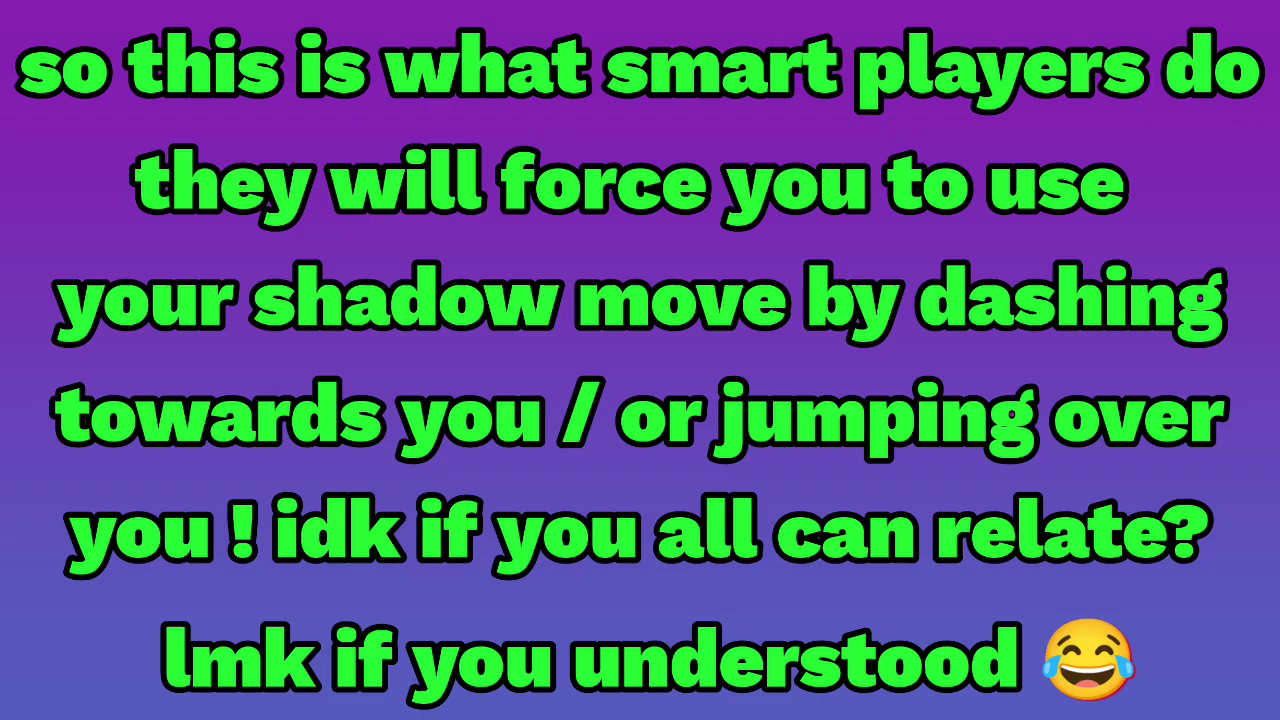 so this is what smart players do
they will force you to use
your shadow move by dashing
towards you / or jumping over
you ! idk if you all can relate?
lmk if you understood 😂